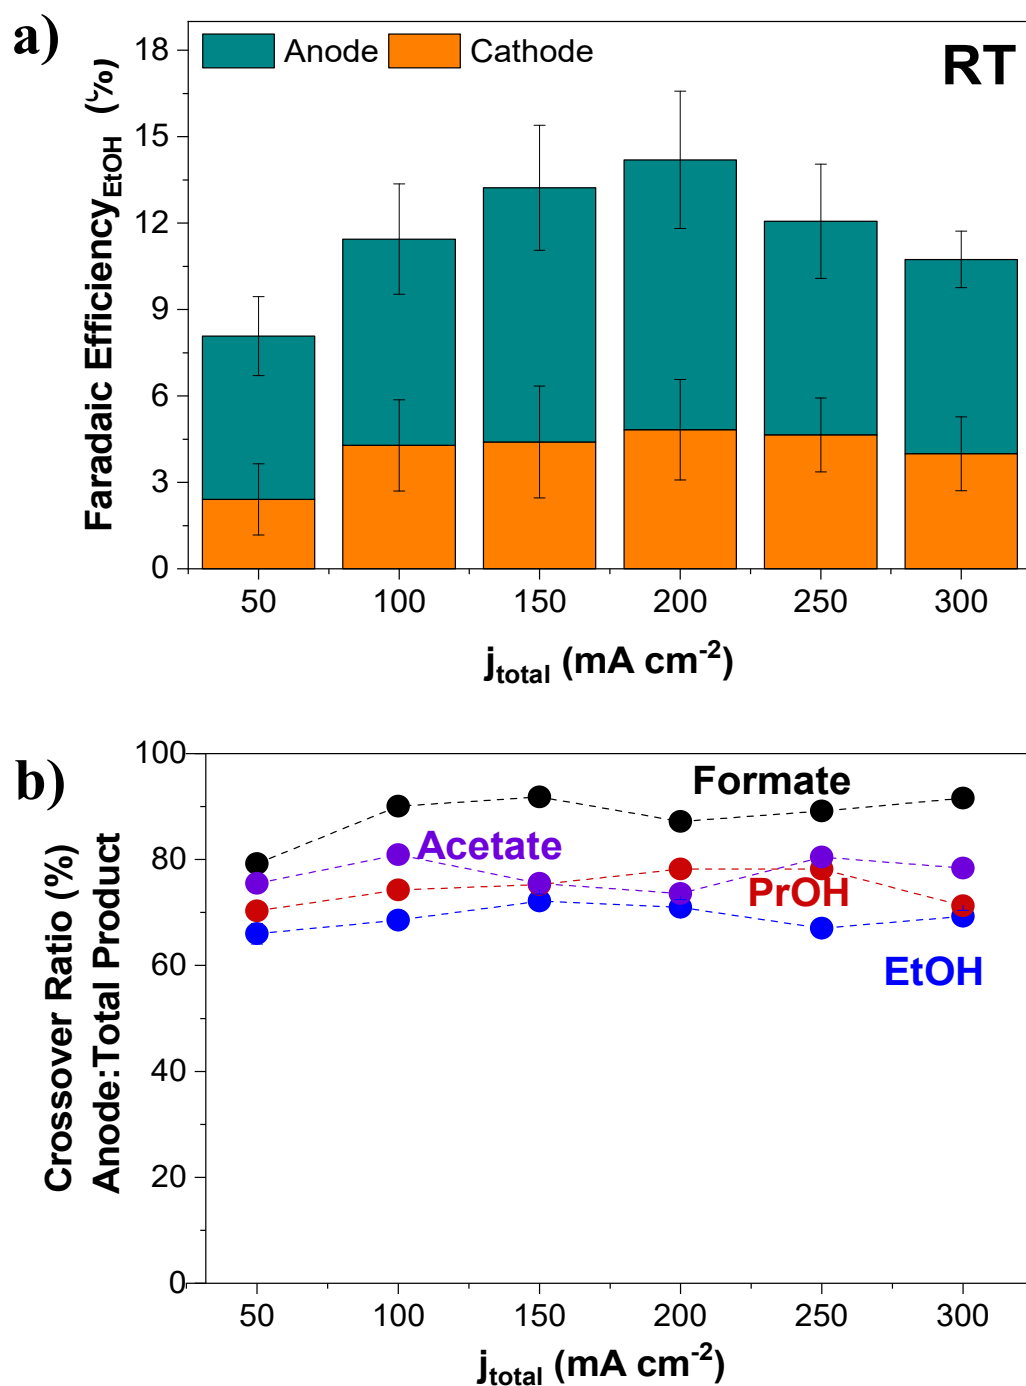 a)
Anode Cathode
RT
Faradaic Efficiency_EtOH (%)
18
15
12
9
6
3
0
50 100 150 200 250 300
j_total (mA cm⁻²)
b)
Crossover Ratio (%)
Anode:Total Product
100
80
60
40
20
0
Formate
Acetate
PrOH
EtOH
50 100 150 200 250 300
j_total (mA cm⁻²)